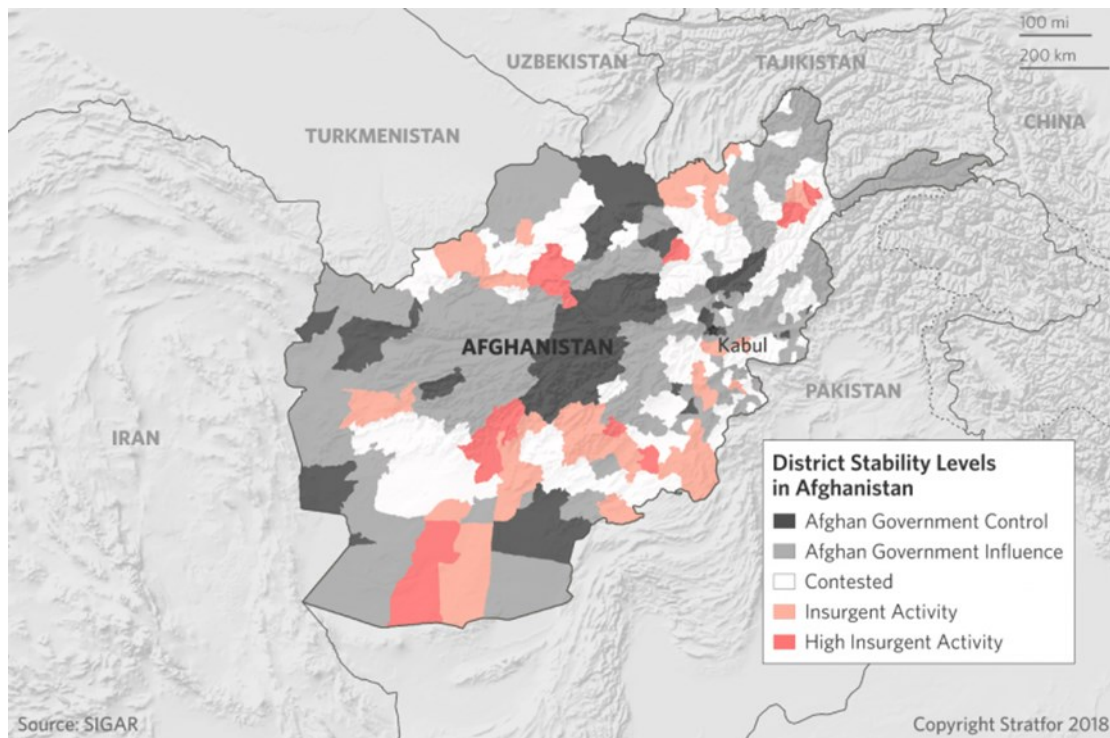 100 mi
200 km
UZBEKISTAN
TAJIKISTAN
CHINA
TURKMENISTAN
AFGHANISTAN
Kabul
PAKISTAN
IRAN
District Stability Levels
in Afghanistan
Afghan Government Control
Afghan Government Influence
Contested
Insurgent Activity
High Insurgent Activity
Source: SIGAR
Copyright Stratfor 2018